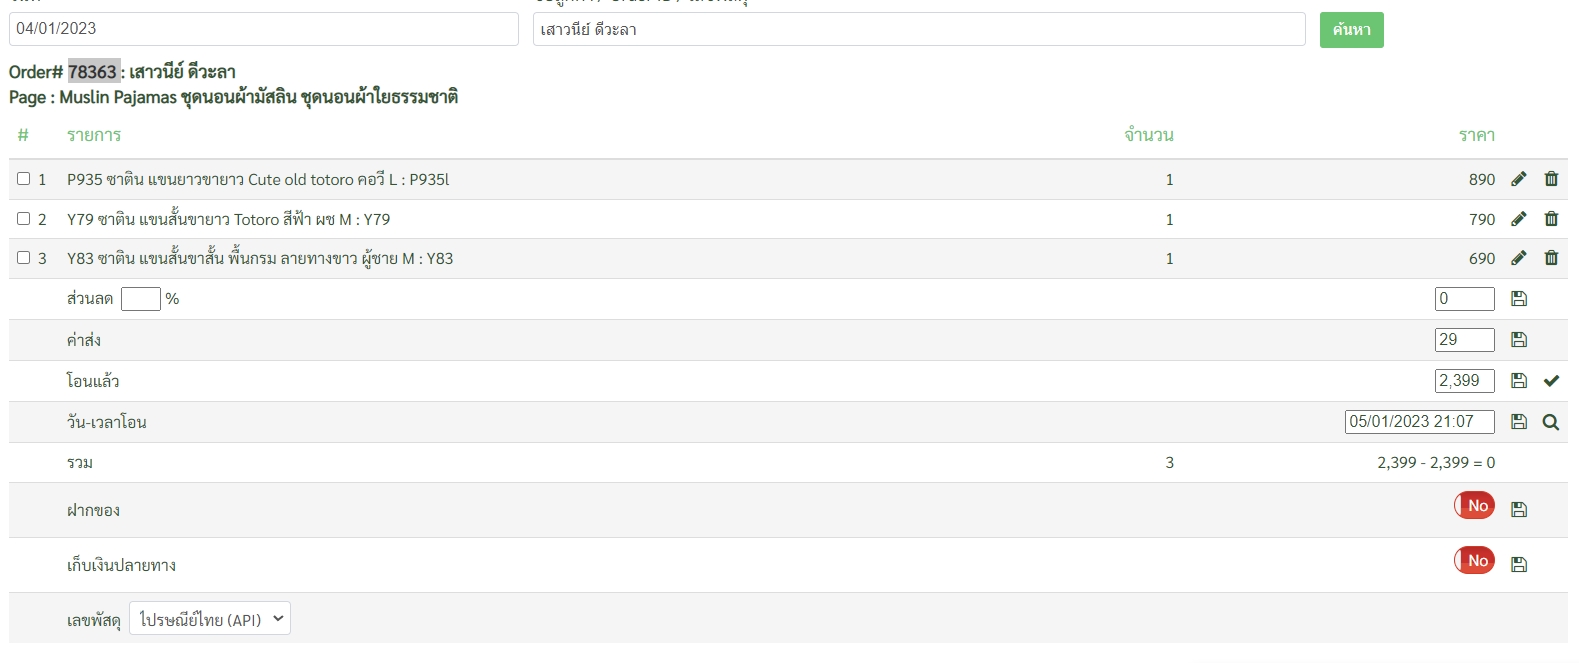 04/01/2023 เสาวนีย์ ดีวะลา ค้นหา
Order# 78363 : เสาวนีย์ ดีวะลา
Page : Muslin Pajamas ชุดนอนผ้ามัสลิน ชุดนอนผ้าใยธรรมชาติ
# รายการ จำนวน ราคา
1 P935 ซาติน แขนยาวขายาว Cute old totoro คอวี L : P935l 1 890
2 Y79 ซาติน แขนสั้นขายาว Totoro สีฟ้า ผช M : Y79 1 790
3 Y83 ซาติน แขนสั้นขาสั้น พื้นกรม ลายทางขาว ผู้ชาย M : Y83 1 690
ส่วนลด % 0
ค่าส่ง 29
โอนแล้ว 2,399
วัน-เวลาโอน 05/01/2023 21:07
รวม 3 2,399 - 2,399 = 0
ฝากของ No
เก็บเงินปลายทาง No
เลขพัสดุ ไปรษณีย์ไทย (API)